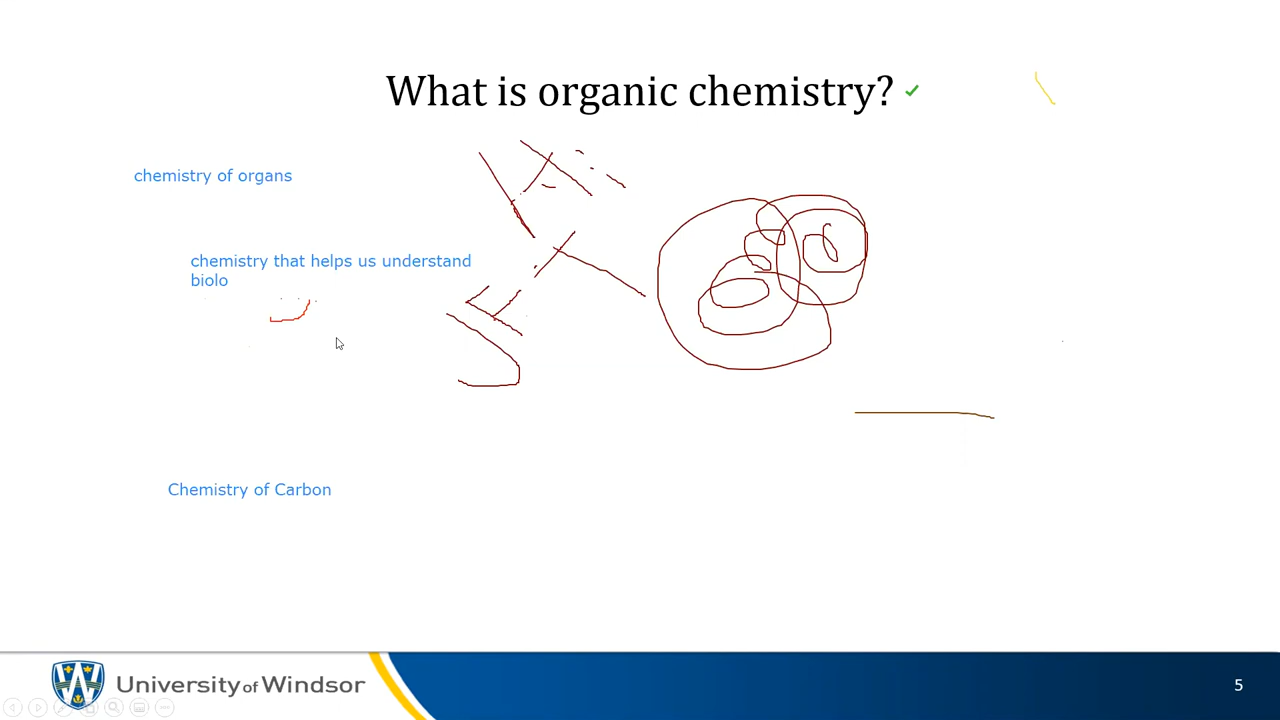 What is organic chemistry?
chemistry of organs
chemistry that helps us understand
biolo
Chemistry of Carbon
University of Windsor
5